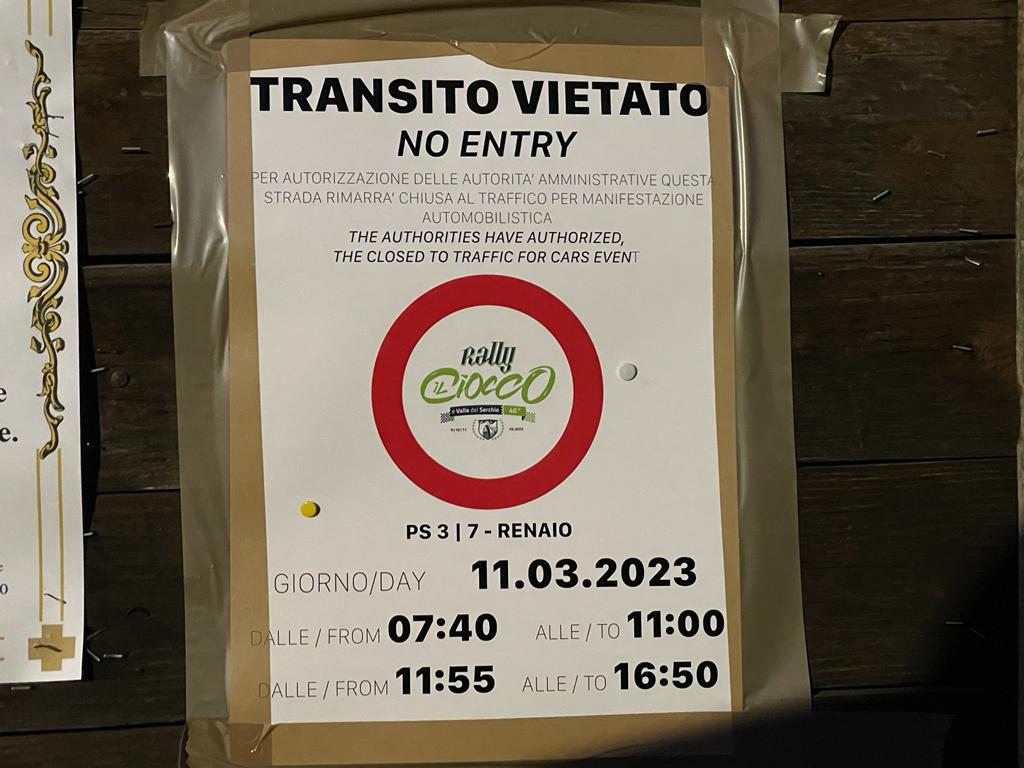 TRANSITO VIETATO
NO ENTRY
PER AUTORIZZAZIONE DELLE AUTORITA' AMMINISTRATIVE QUESTA
STRADA RIMARRA' CHIUSA AL TRAFFICO PER MANIFESTAZIONE
AUTOMOBILISTICA
THE AUTHORITIES HAVE AUTHORIZED,
THE CLOSED TO TRAFFIC FOR CARS EVENT
Rally
IL CIOCCO
e Valle del Serchio 46°
PS 3 | 7 - RENAIO
GIORNO/DAY 11.03.2023
DALLE / FROM 07:40 ALLE / TO 11:00
DALLE / FROM 11:55 ALLE / TO 16:50